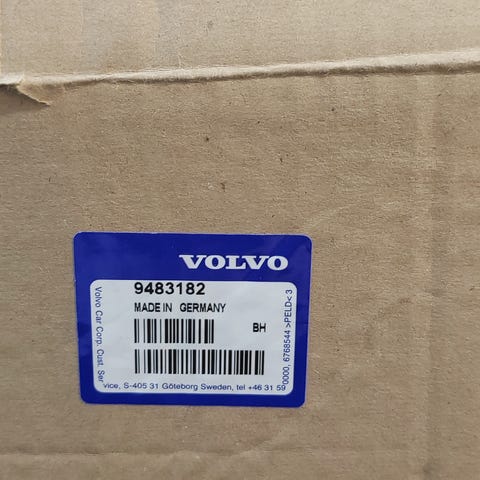 VOLVO
9483182
MADE IN GERMANY
BH
Volvo Car Corp. Cust. Ser
vice, S-405 31 Göteborg Sweden, tel +46 31 59
0000, 6768544 >PELD< 3